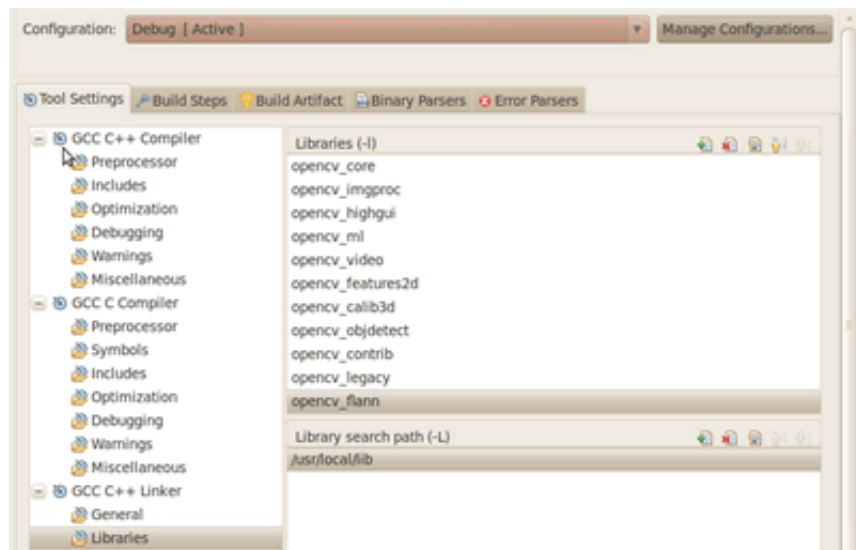 Configuration: Debug [ Active ] Manage Configurations...
Tool Settings Build Steps Build Artifact Binary Parsers Error Parsers
GCC C++ Compiler
Preprocessor
Includes
Optimization
Debugging
Warnings
Miscellaneous
GCC C Compiler
Preprocessor
Symbols
Includes
Optimization
Debugging
Warnings
Miscellaneous
GCC C++ Linker
General
Libraries
Libraries (-l)
opencv_core
opencv_imgproc
opencv_highgui
opencv_ml
opencv_video
opencv_features2d
opencv_calib3d
opencv_objdetect
opencv_contrib
opencv_legacy
opencv_flann
Library search path (-L)
/usr/local/lib